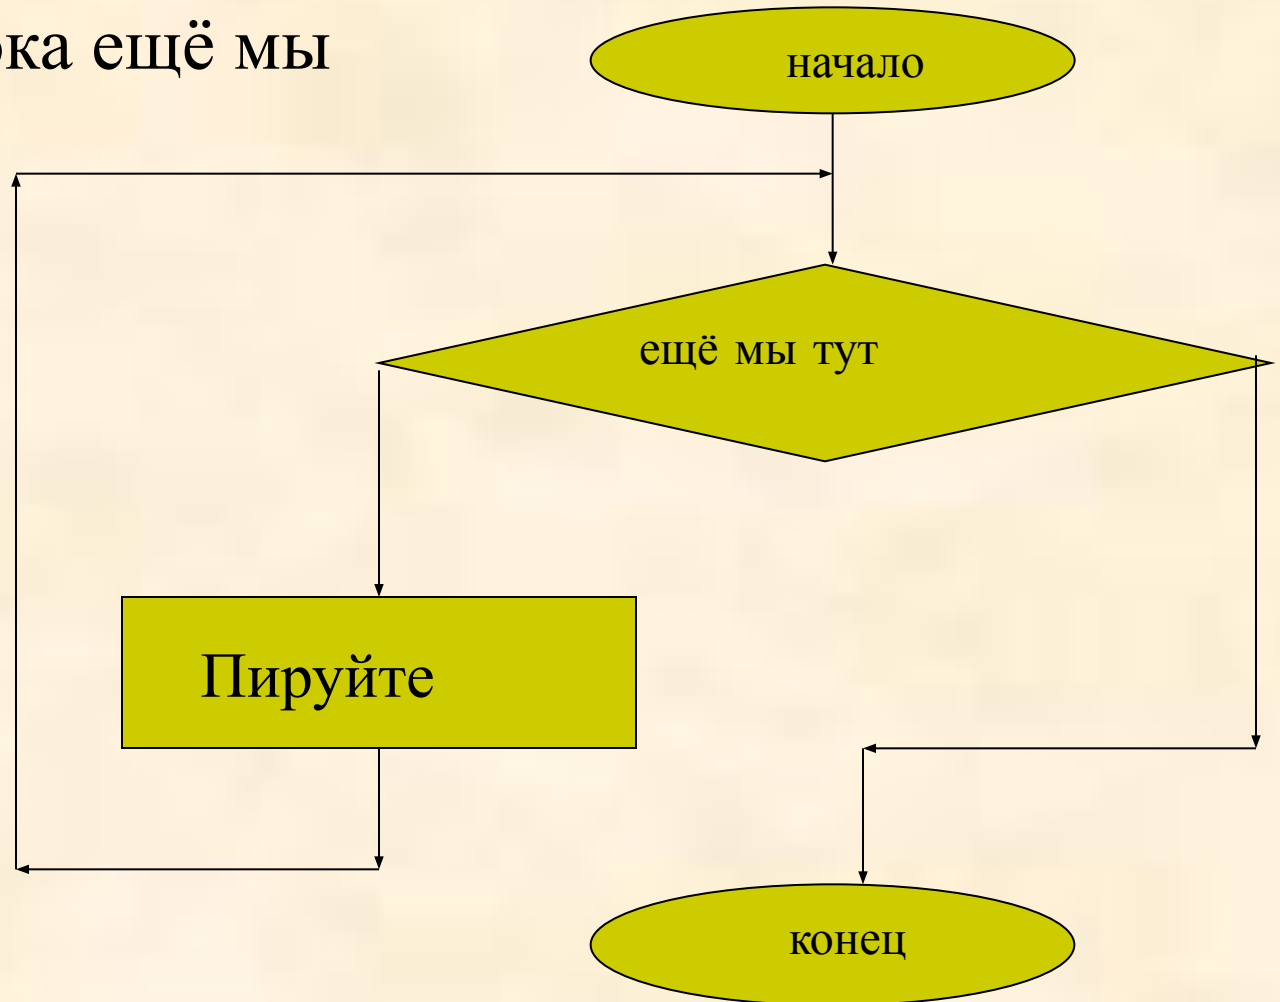 ка ещё мы
начало
ещё мы тут
Пируйте
конец